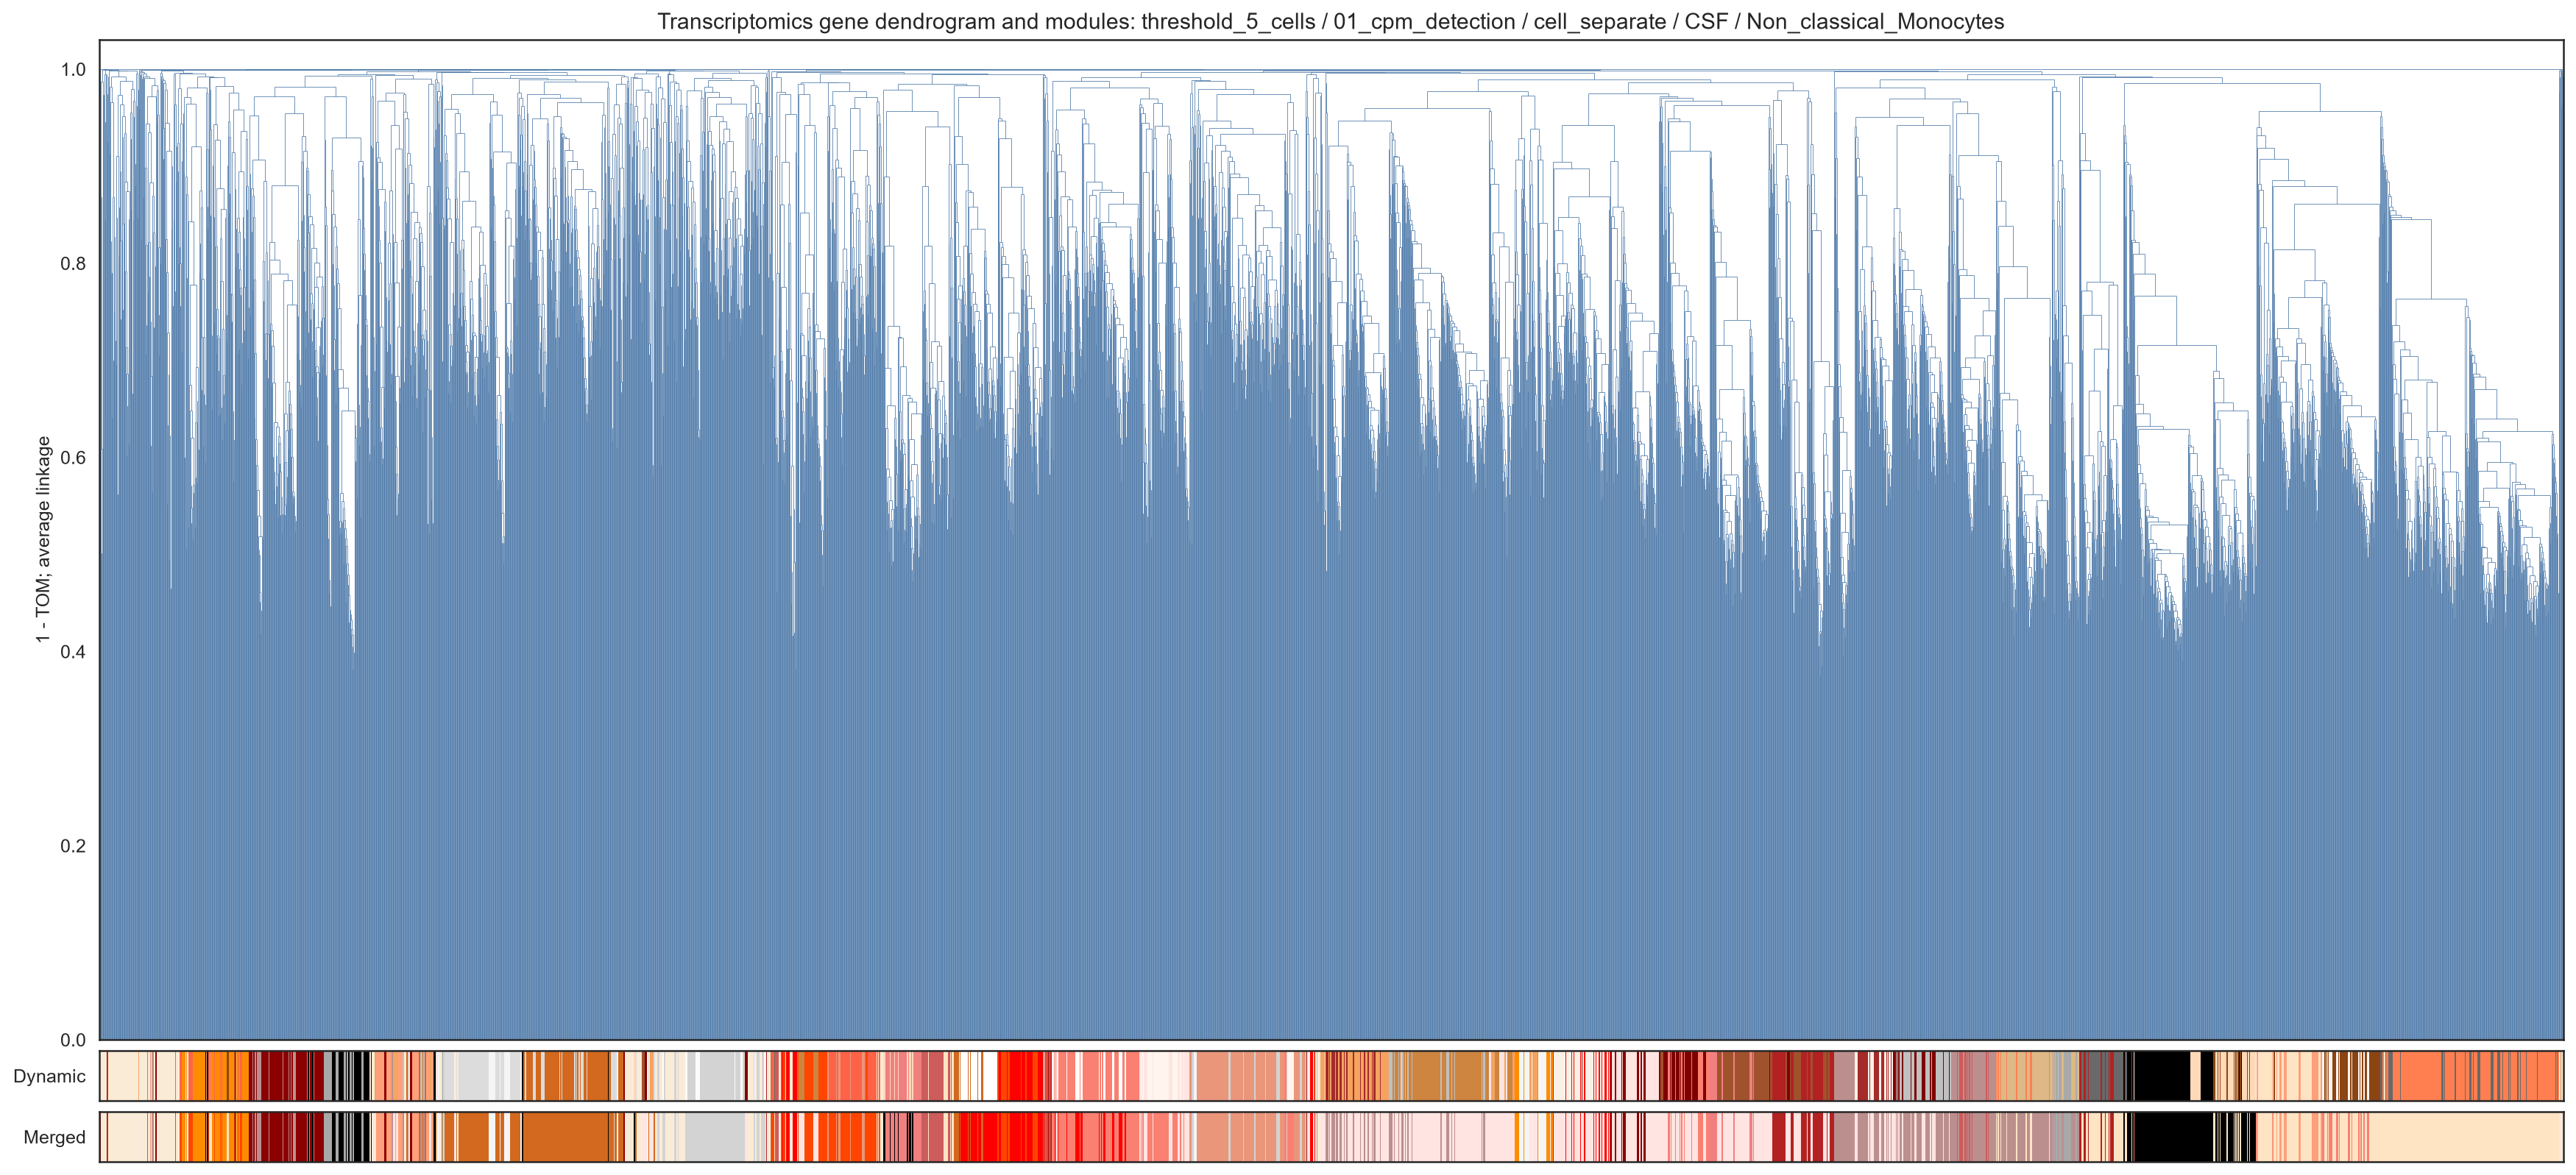 Transcriptomics gene dendrogram and modules: threshold_5_cells / 01_cpm_detection / cell_separate / CSF / Non_classical_Monocytes
1.0
0.8
0.6
0.4
0.2
0.0
1 - TOM; average linkage
Dynamic
Merged